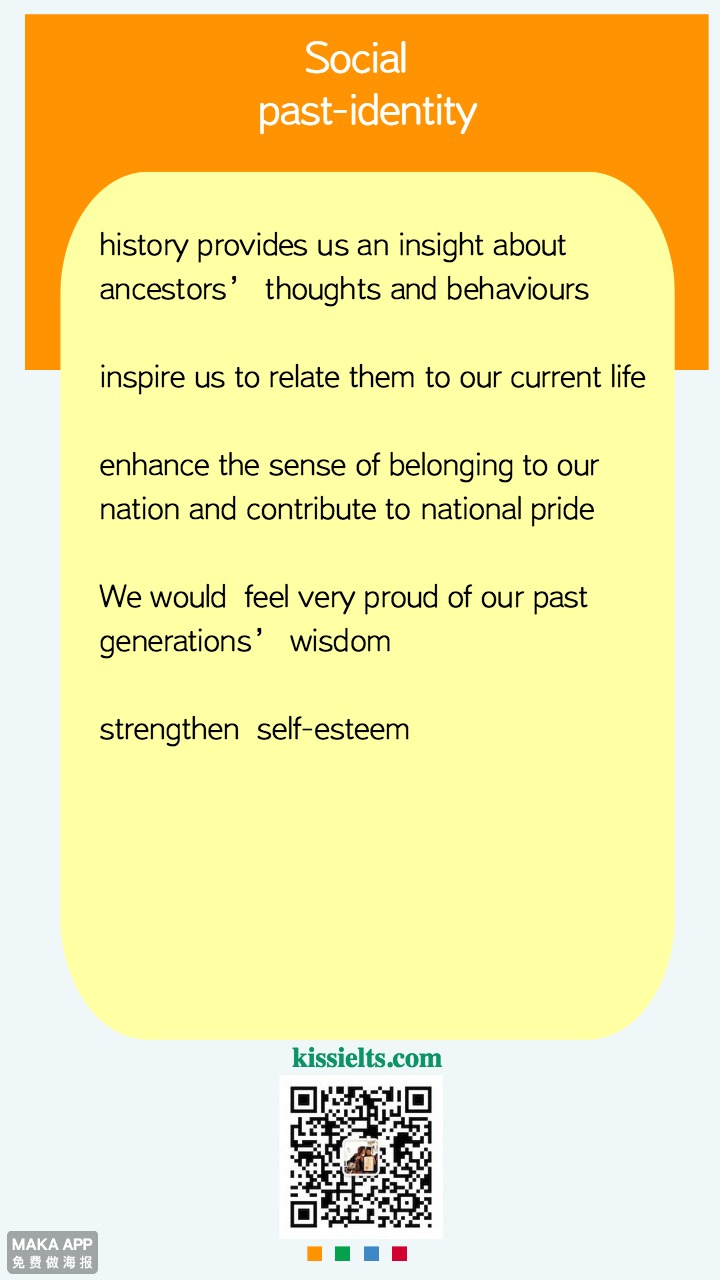 Social
past-identity
history provides us an insight about
ancestors’ thoughts and behaviours
inspire us to relate them to our current life
enhance the sense of belonging to our
nation and contribute to national pride
We would feel very proud of our past
generations’ wisdom
strengthen self-esteem
kissielts.com
MAKA APP
免费做海报